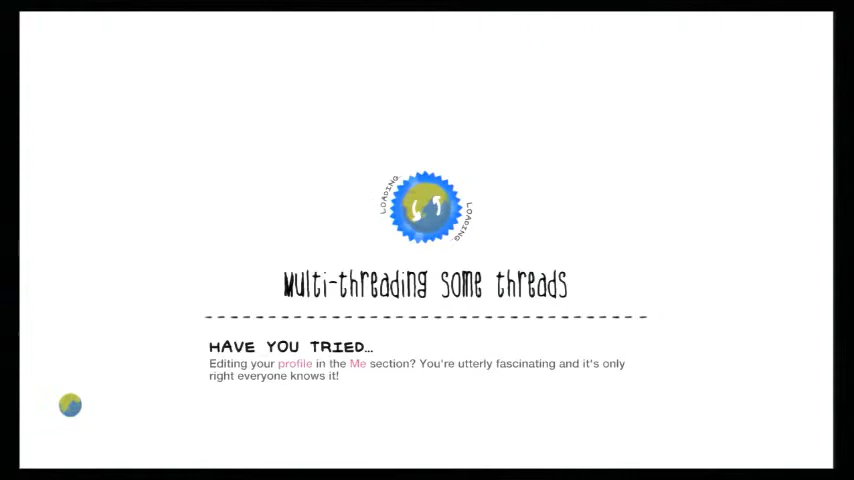 LOADING
LOADING
Multi-threading some threads
HAVE YOU TRIED...
Editing your profile in the Me section? You're utterly fascinating and it's only
right everyone knows it!